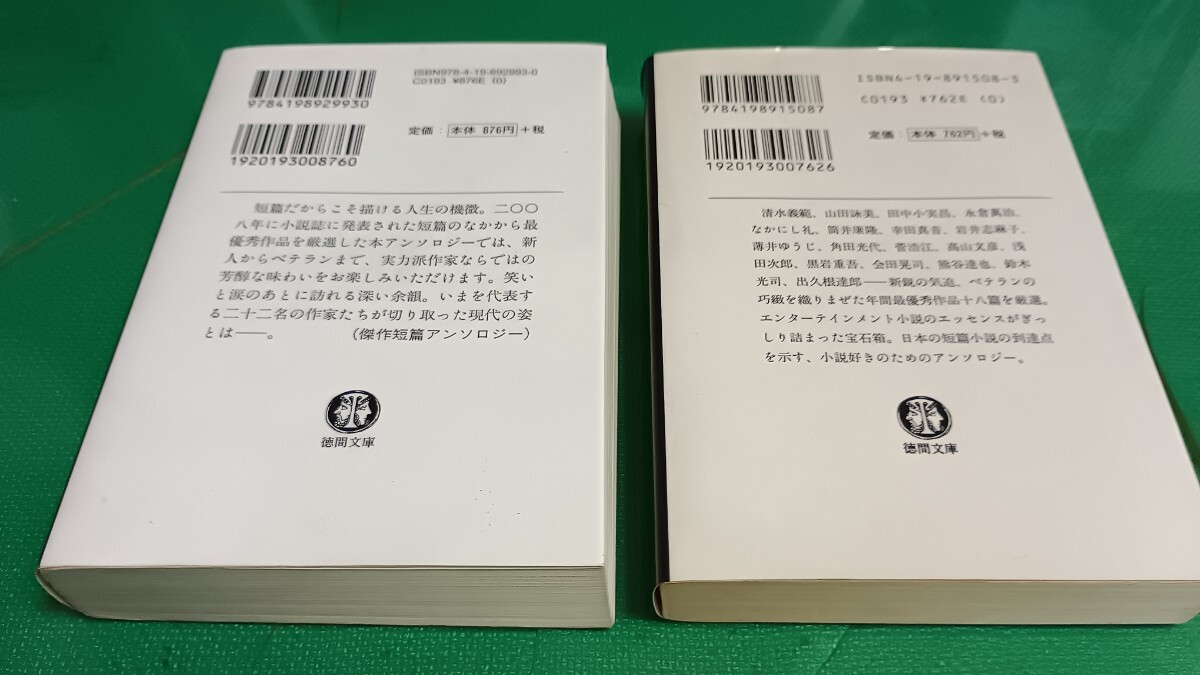 ISBN978-4-19-892993-0
C0193 ¥876E (0)
9784198929930
定価：本体 876円＋税
1920193008760
短篇だからこそ描ける人生の機微。二〇〇
八年に小説誌に発表された短篇のなかから最
優秀作品を厳選した本アンソロジーでは、新
人からベテランまで、実力派作家ならではの
芳醇な味わいをお楽しみいただけます。笑い
と涙のあとに訪れる深い余韻。いまを代表す
る二十二名の作家たちが切り取った現代の姿
とは――。（傑作短篇アンソロジー）
徳間文庫
ISBN4-19-891508-5
C0193 ¥762E (0)
9784198915087
定価：本体 762円＋税
1920193007626
清水義範、山田詠美、田中小実昌、永倉萬治、
なかにし礼、筒井康隆、幸田真音、岩井志麻子、
薄井ゆうじ、角田光代、菅浩江、高山文彦、浅
田次郎、黒岩重吾、会田晃司、熊谷達也、鈴木
光司、出久根達郎――新鋭の気迫、ベテランの
巧緻を織りまぜた年間最優秀作品十八篇を厳選。
エンターテインメント小説のエッセンスがぎっ
しり詰まった宝石箱。日本の短篇小説の到達点
を示す、小説好きのためのアンソロジー。
徳間文庫